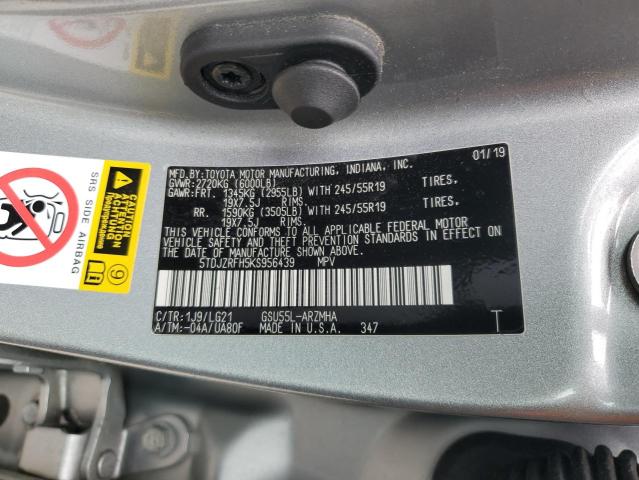 MFD. BY: TOYOTA MOTOR MANUFACTURING, INDIANA, INC. 01/19
GVWR: 2720KG (6000LB)
GAWR: FRT. 1345KG (2955LB) WITH 245/55R19 TIRES.
19X7.5J RIMS.
RR. 1590KG (3505LB) WITH 245/55R19 TIRES.
19X7.5J RIMS.
THIS VEHICLE CONFORMS TO ALL APPLICABLE FEDERAL MOTOR
VEHICLE SAFETY AND THEFT PREVENTION STANDARDS IN EFFECT
ON THE DATE OF MANUFACTURE SHOWN ABOVE.
5TDJZRFH5KS956439 MPV
C/TR: 1J9/LG21 GSU55L-ARZMHA
A/TM: -04A/UA80F MADE IN U.S.A. 347 T
SRS SIDE AIRBAG
CAUTION
ATTENTION
9